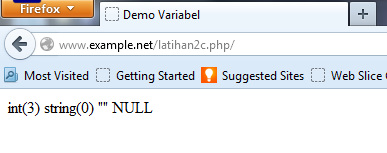 Firefox
Demo Variabel
www.example.net/latihan2c.php/
Most Visited Getting Started Suggested Sites Web Slice
int(3) string(0) "" NULL